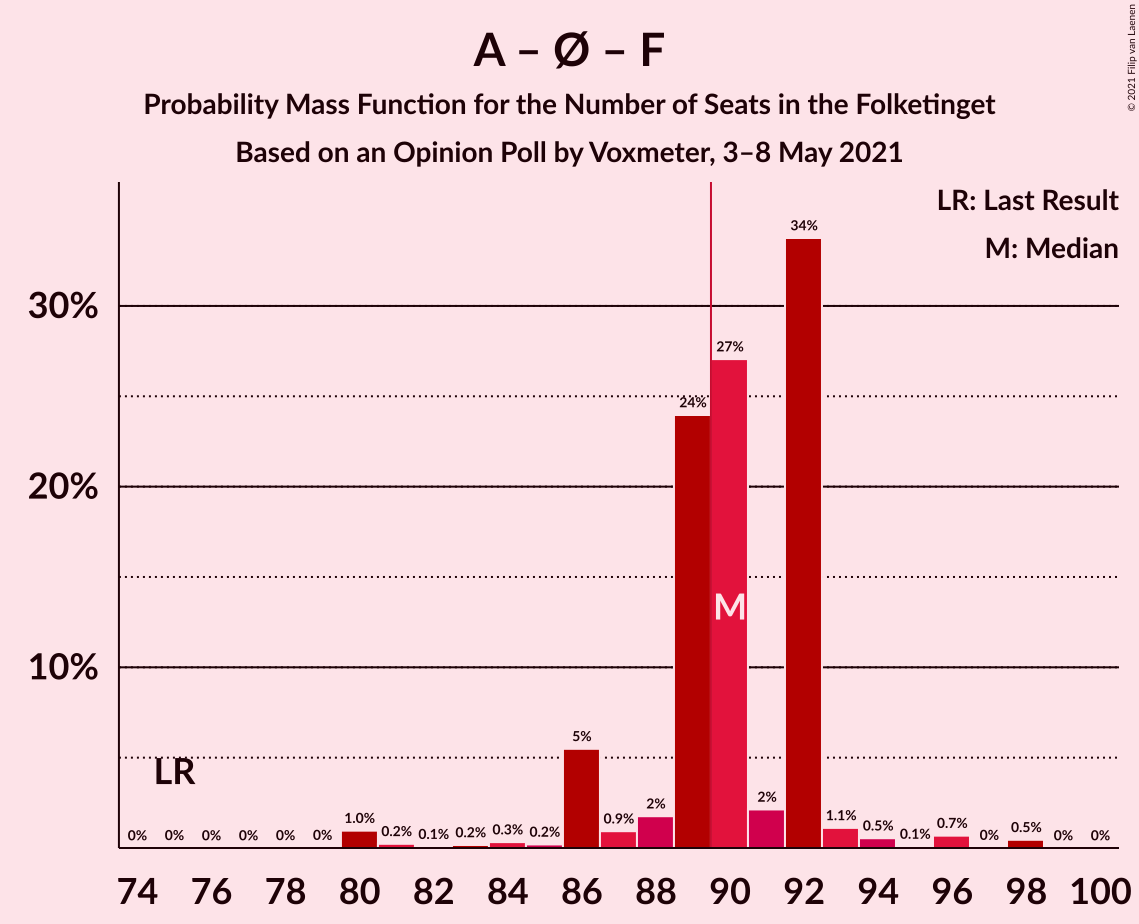 A – Ø – F
Probability Mass Function for the Number of Seats in the Folketinget
Based on an Opinion Poll by Voxmeter, 3–8 May 2021
© 2021 Filip van Laenen
LR: Last Result
M: Median
30%
20%
10%
LR
M
0% 0% 0% 0% 0% 0% 1.0% 0.2% 0.1% 0.2% 0.3% 0.2% 5% 0.9% 2% 24% 27% 2% 34% 1.1% 0.5% 0.1% 0.7% 0% 0.5% 0% 0%
74 76 78 80 82 84 86 88 90 92 94 96 98 100